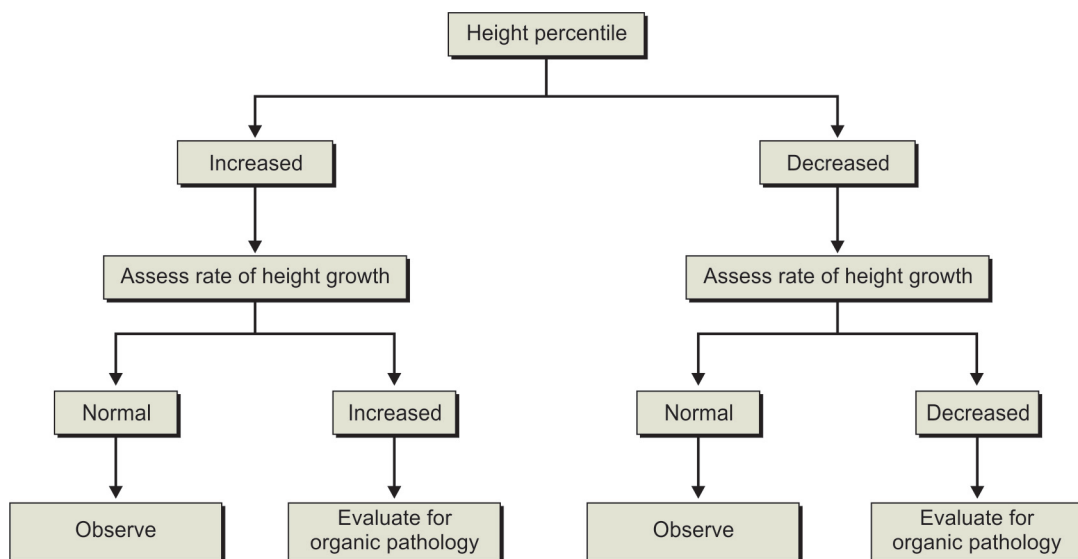 Height percentile
Increased
Decreased
Assess rate of height growth
Assess rate of height growth
Normal
Increased
Normal
Decreased
Observe
Evaluate for
organic pathology
Observe
Evaluate for
organic pathology